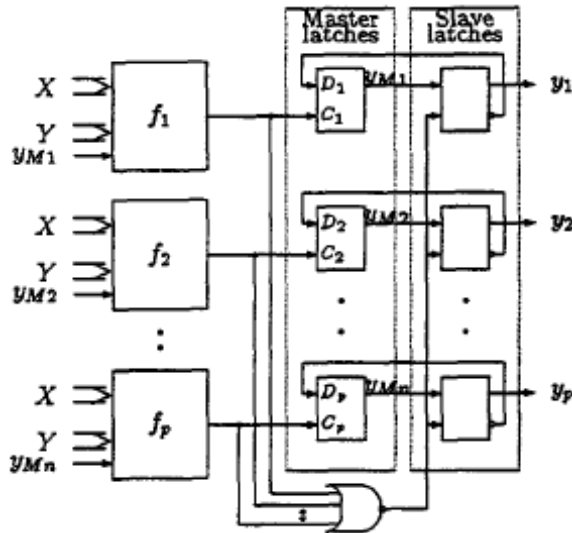 Master latches
Slave latches
X
Y
yM1
f1
D1
C1
yM1
y1
X
Y
yM2
f2
D2
C2
yM2
y2
X
Y
yMn
fp
Dp
Cp
yMn
yp